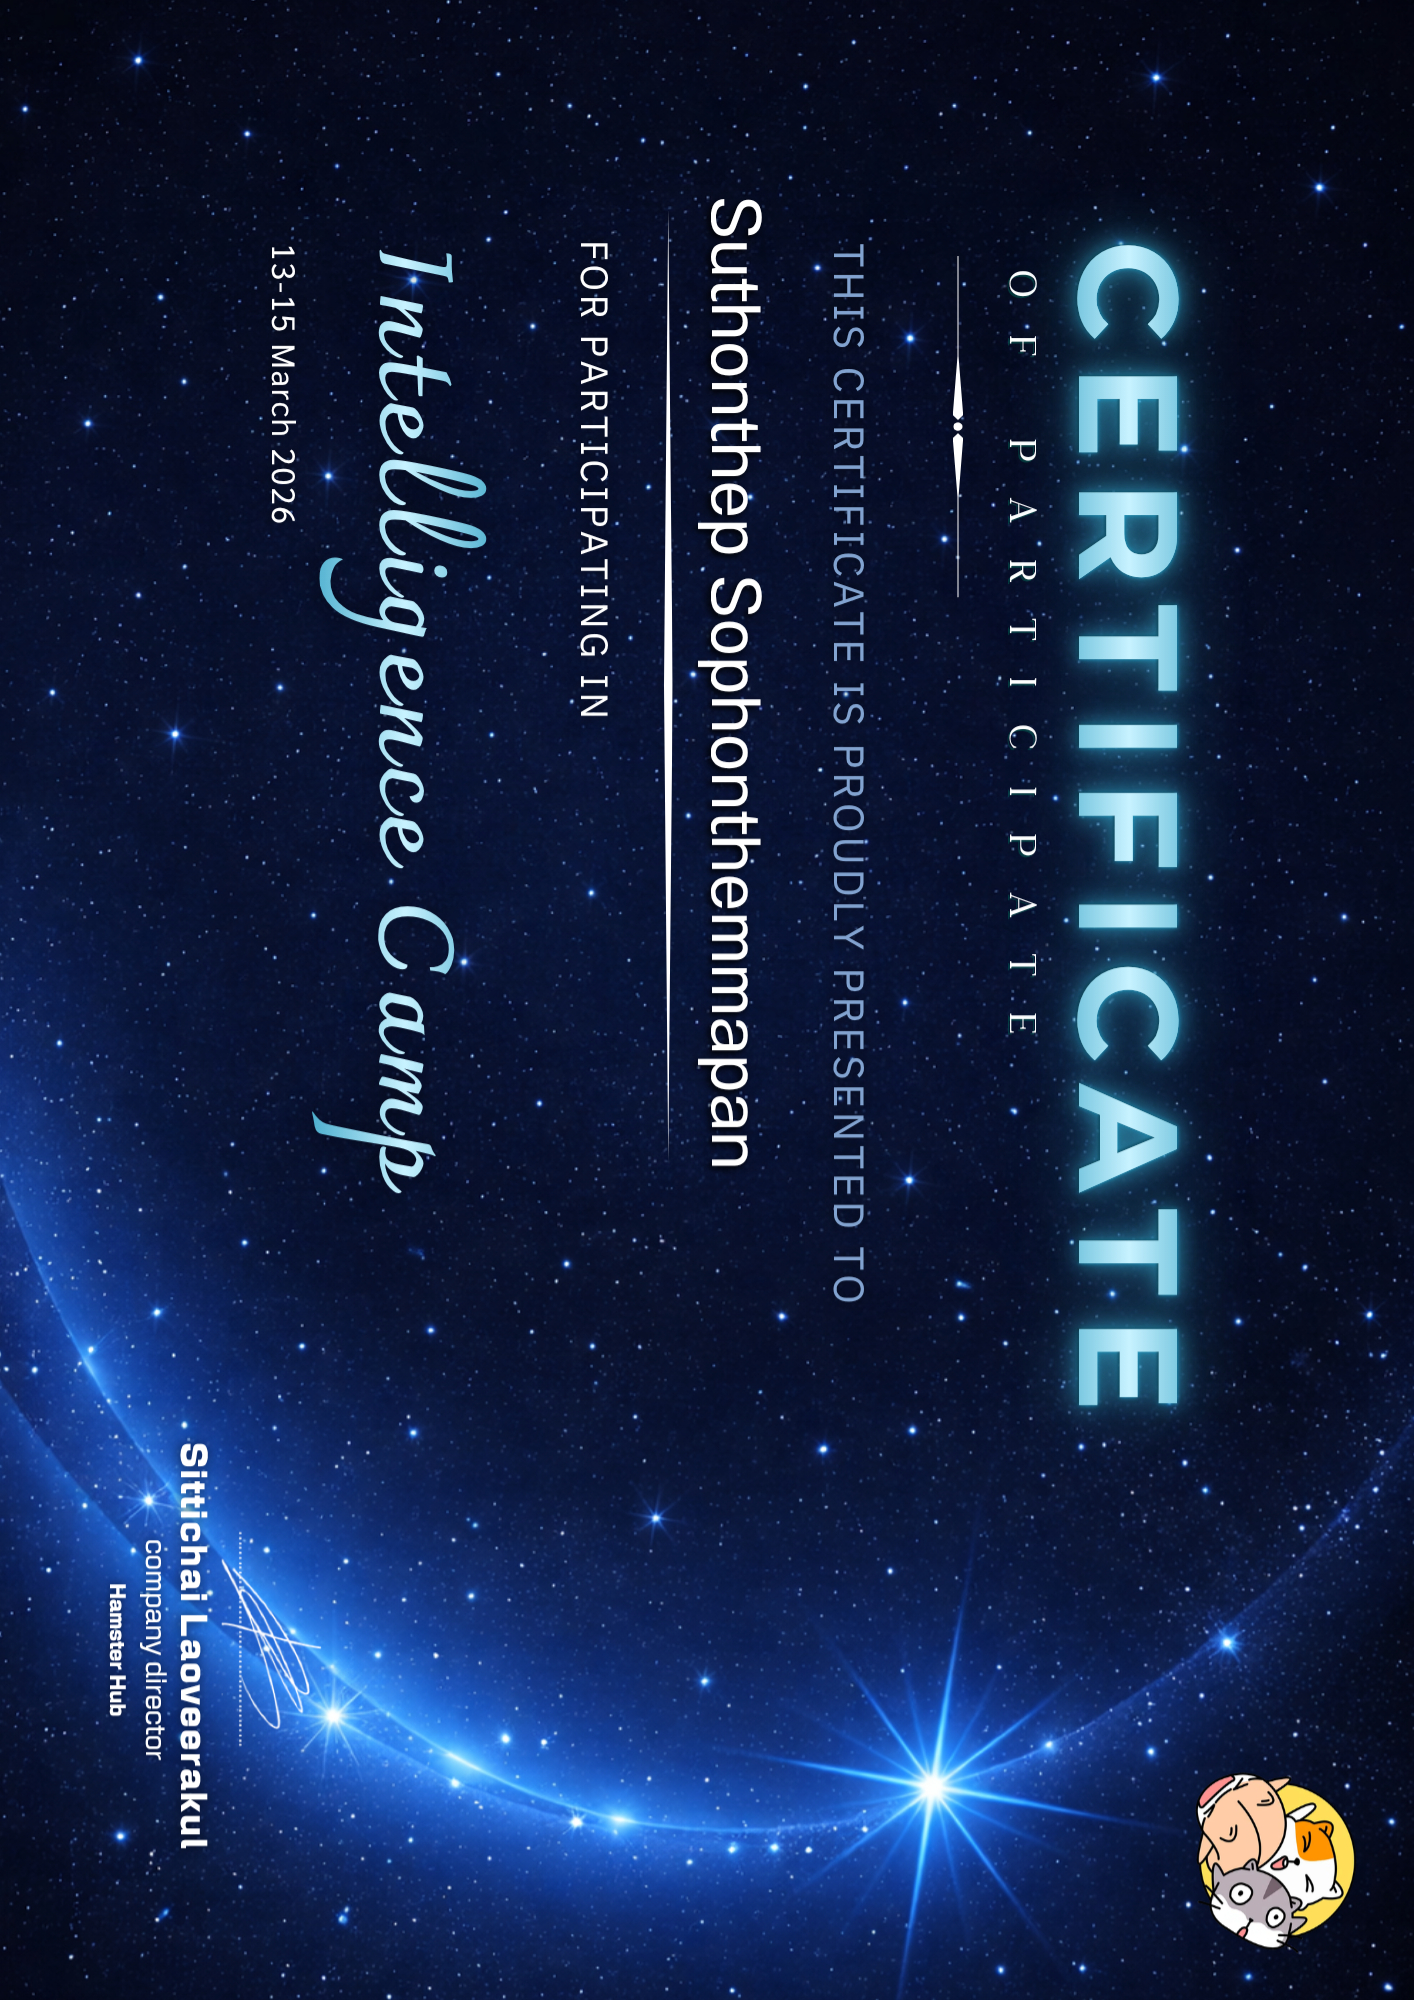 CERTIFICATE
OF PARTICIPATE
THIS CERTIFICATE IS PROUDLY PRESENTED TO
Suthonthep Sophonthemmapan
FOR PARTICIPATING IN
Intelligence Camp
13-15 March 2026
Sittichai Laoveerakul
company director
Hamster Hub